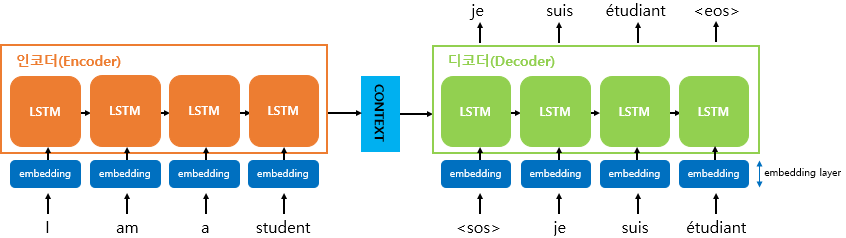 je suis étudiant <eos>
인코더(Encoder)
디코더(Decoder)
LSTM LSTM LSTM LSTM
CONTEXT
LSTM LSTM LSTM LSTM
embedding embedding embedding embedding
embedding embedding embedding embedding
embedding layer
I am a student
<sos> je suis étudiant